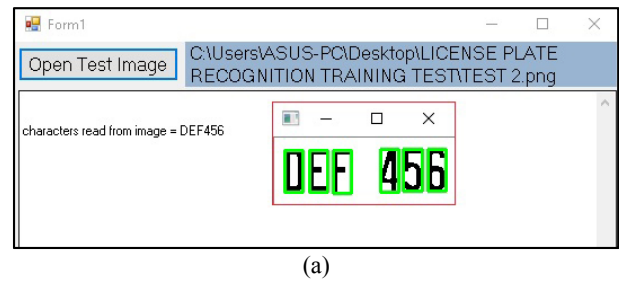 Form1
Open Test Image
C:\Users\ASUS-PC\Desktop\LICENSE PLATE
RECOGNITION TRAINING TEST\TEST 2.png
characters read from image = DEF456
DEF 456
(a)